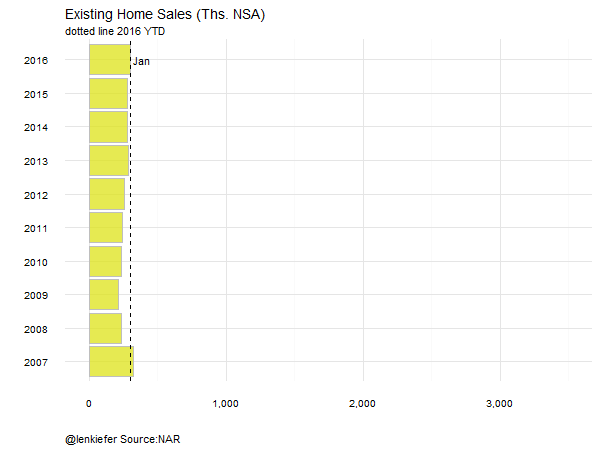 Existing Home Sales (Ths. NSA)
dotted line 2016 YTD
2016
Jan
2015
2014
2013
2012
2011
2010
2009
2008
2007
0 1,000 2,000 3,000
@lenkiefer Source:NAR